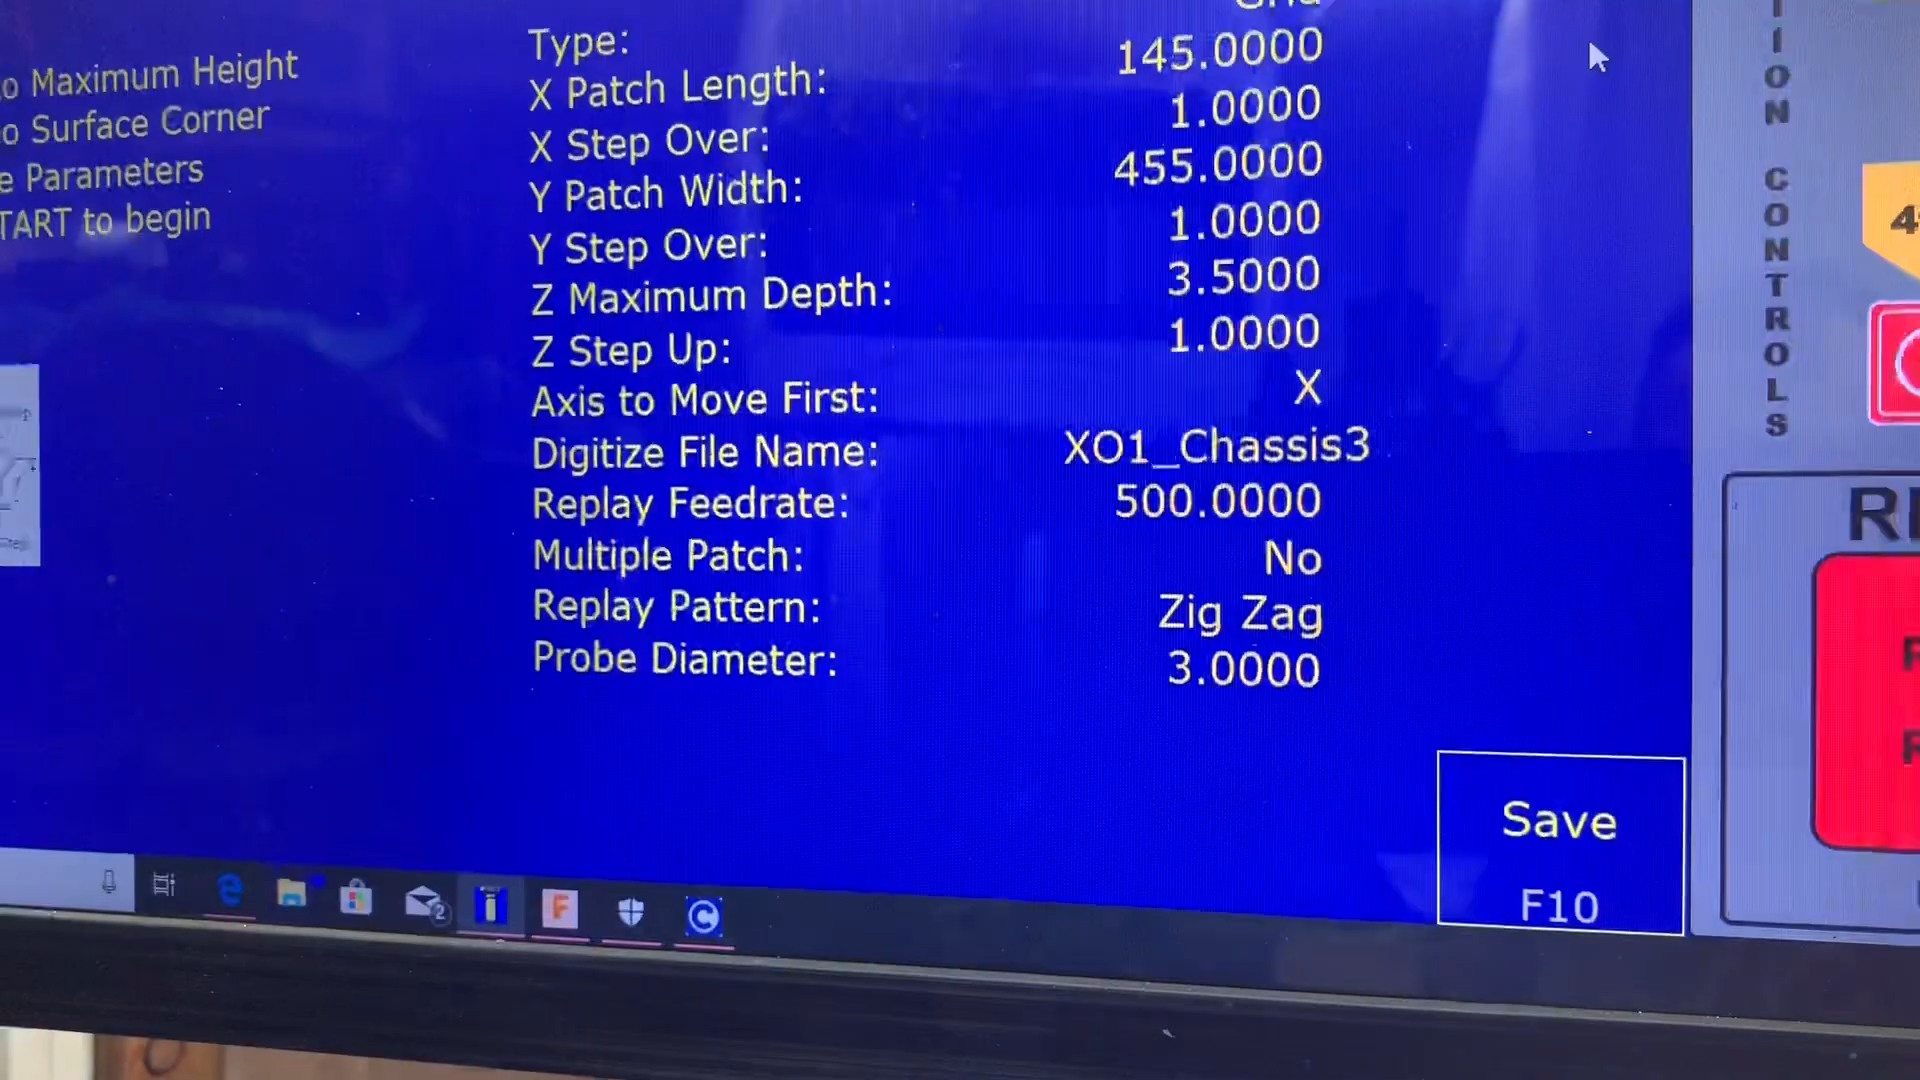 o Maximum Height
o Surface Corner
e Parameters
TART to begin
Type:
X Patch Length: 145.0000
X Step Over: 1.0000
Y Patch Width: 455.0000
Y Step Over: 1.0000
Z Maximum Depth: 3.5000
Z Step Up: 1.0000
Axis to Move First: X
Digitize File Name: XO1_Chassis3
Replay Feedrate: 500.0000
Multiple Patch: No
Replay Pattern: Zig Zag
Probe Diameter: 3.0000
Save
F10
ION CONTROLS
4
2